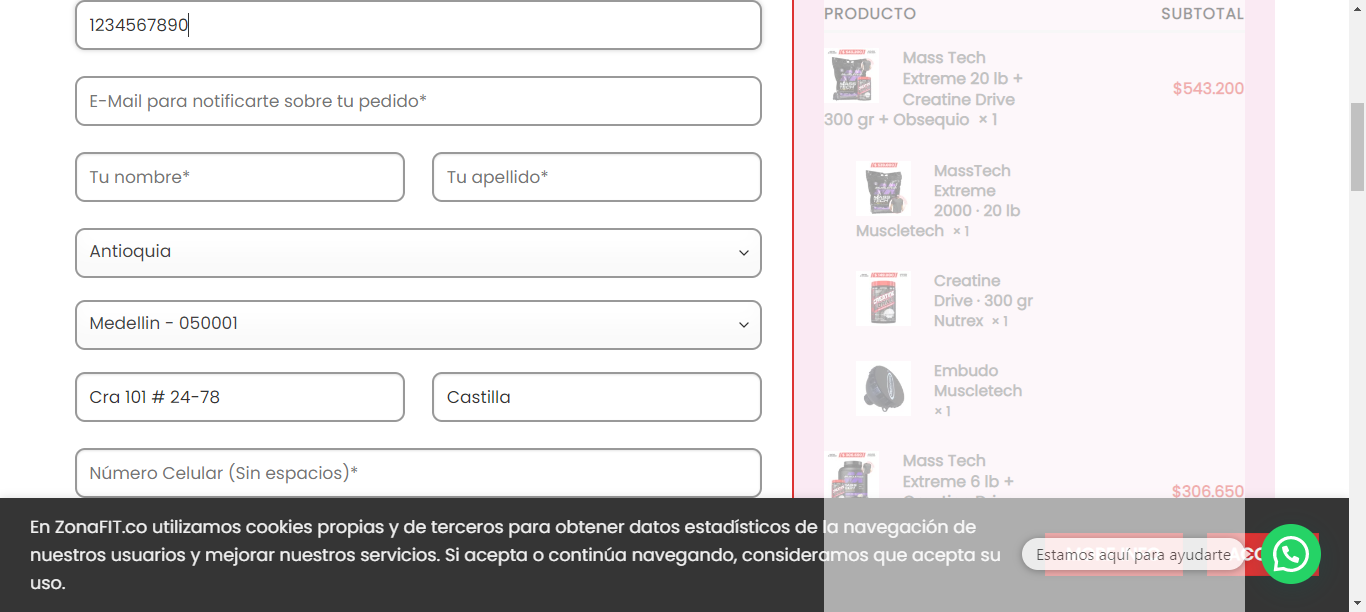 1234567890
E-Mail para notificarte sobre tu pedido*
Tu nombre*
Tu apellido*
Antioquia
Medellin - 050001
Cra 101 # 24-78
Castilla
Número Celular (Sin espacios)*
PRODUCTO
SUBTOTAL
Mass Tech
Extreme 20 lb +
Creatine Drive
300 gr + Obsequio × 1
$543.200
MassTech
Extreme
2000 · 20 lb
Muscletech × 1
Creatine
Drive · 300 gr
Nutrex × 1
Embudo
Muscletech
× 1
Mass Tech
Extreme 6 lb +
$306.650
En ZonaFIT.co utilizamos cookies propias y de terceros para obtener datos estadísticos de la navegación de
nuestros usuarios y mejorar nuestros servicios. Si acepta o continúa navegando, consideramos que acepta su
uso.
Estamos aquí para ayudarte